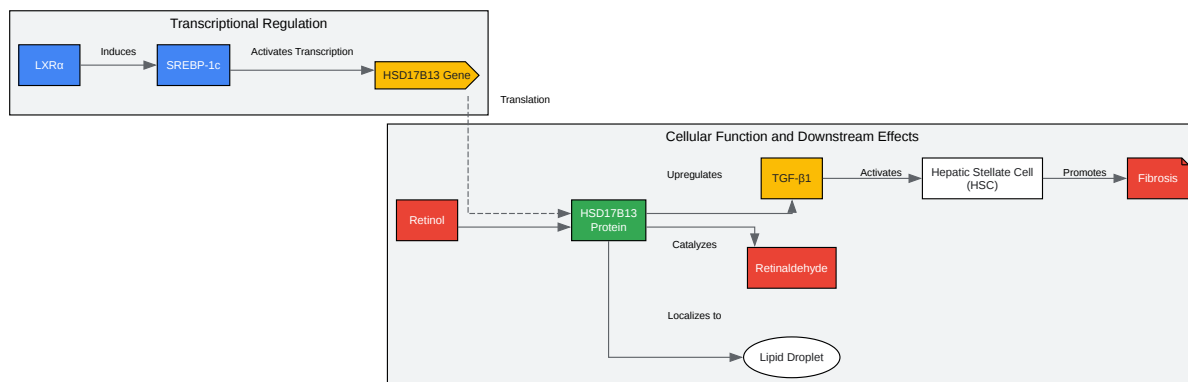 Transcriptional Regulation
LXRα
Induces
SREBP-1c
Activates Transcription
HSD17B13 Gene
Translation
Cellular Function and Downstream Effects
Upregulates
TGF-β1
Activates
Hepatic Stellate Cell
(HSC)
Promotes
Fibrosis
Retinol
HSD17B13
Protein
Catalyzes
Retinaldehyde
Localizes to
Lipid Droplet